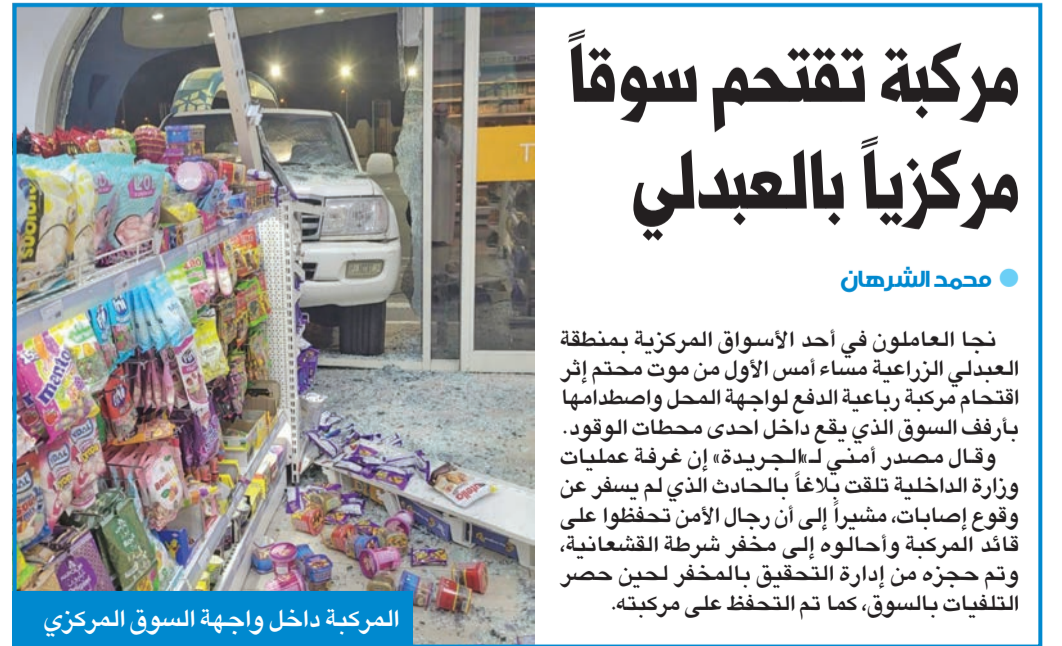 مركبة تقتحم سوقاً
مركزياً بالعبدلي
محمد الشرهان
نجا العاملون في أحد الأسواق المركزية بمنطقة
العبدلي الزراعية مساء أمس الأول من موت محتم إثر
اقتحام مركبة رباعية الدفع لواجهة المحل واصطدامها
بأرفف السوق الذي يقع داخل احدى محطات الوقود.
وقال مصدر أمني لـ»الجريدة» إن غرفة عمليات
وزارة الداخلية تلقت بلاغاً بالحادث الذي لم يسفر عن
وقوع إصابات، مشيراً إلى أن رجال الأمن تحفظوا على
قائد المركبة وأحالوه إلى مخفر شرطة القشعانية،
وتم حجزه من إدارة التحقيق بالمخفر لحين حصر
التلفيات بالسوق، كما تم التحفظ على مركبته.
المركبة داخل واجهة السوق المركزي
mento
LOL